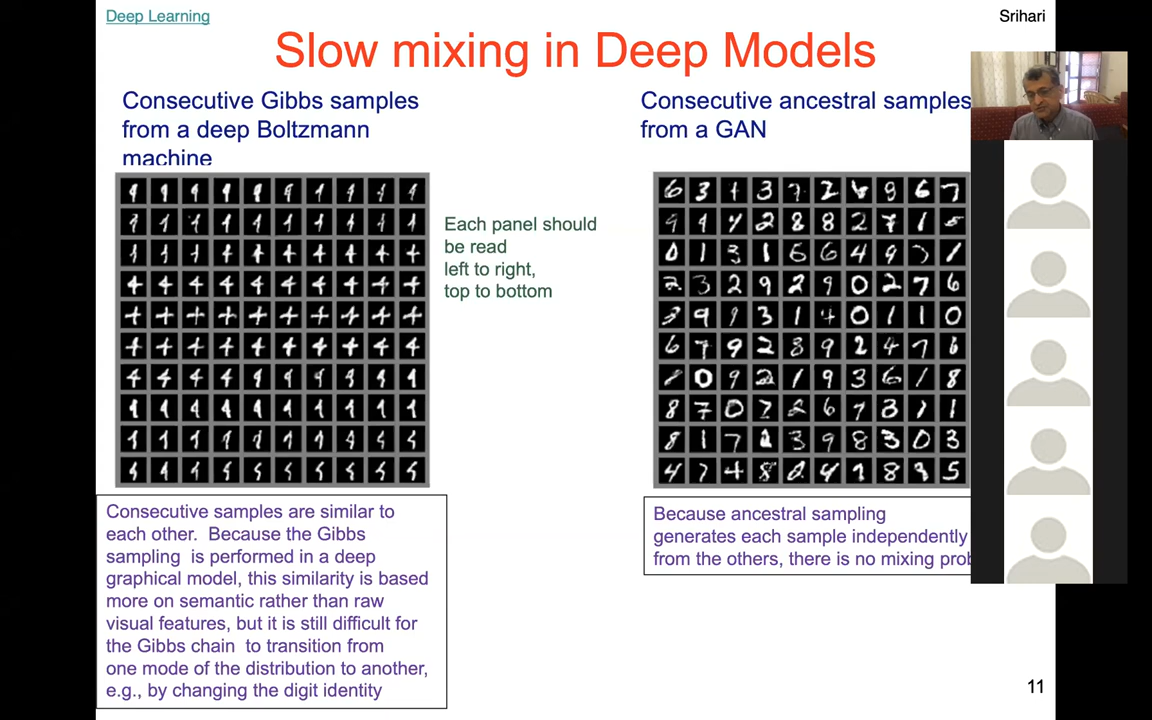 Deep Learning
Srihari
Slow mixing in Deep Models
Consecutive Gibbs samples
from a deep Boltzmann
machine
Consecutive ancestral samples
from a GAN
Each panel should
be read
left to right,
top to bottom
Consecutive samples are similar to
each other. Because the Gibbs
sampling is performed in a deep
graphical model, this similarity is based
more on semantic rather than raw
visual features, but it is still difficult for
the Gibbs chain to transition from
one mode of the distribution to another,
e.g., by changing the digit identity
Because ancestral sampling
generates each sample independently
from the others, there is no mixing prob
11